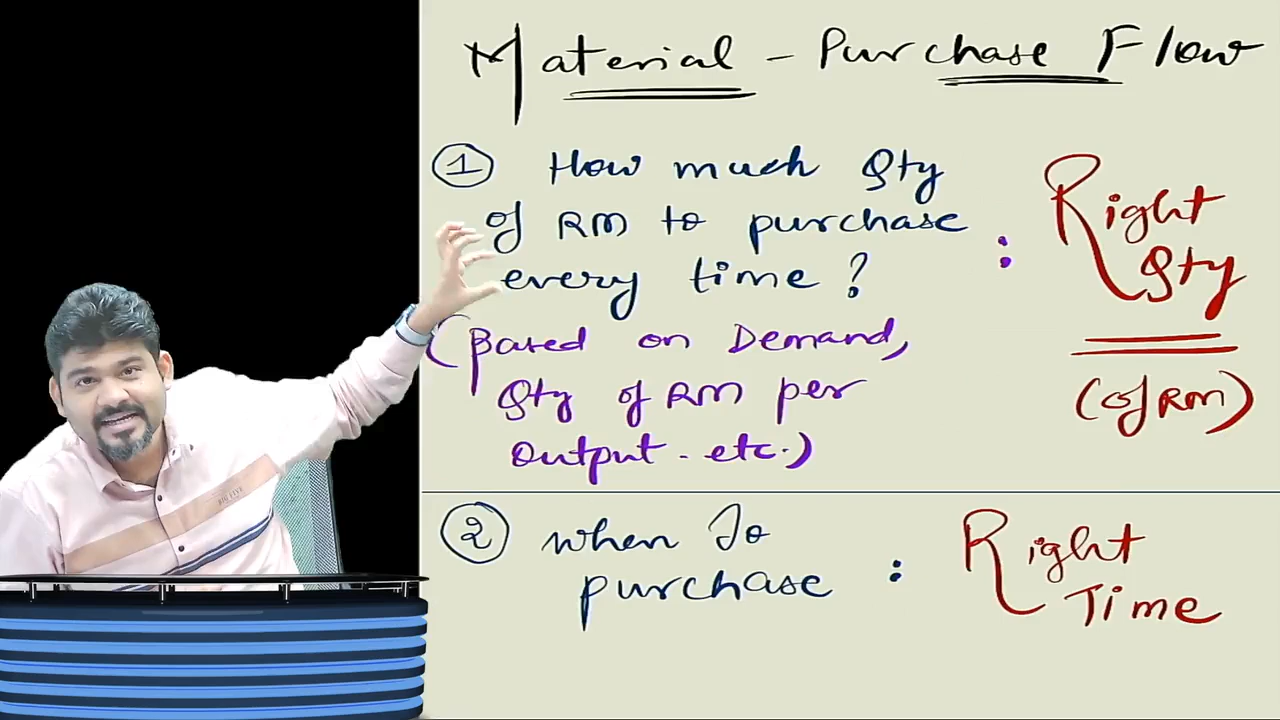 Material - Purchase Flow
① How much Qty
of RM to purchase
every time ?
: Right
Qty
(of RM)
(Based on Demand,
Qty of RM per
Output. etc.)
② when To
purchase : Right
Time